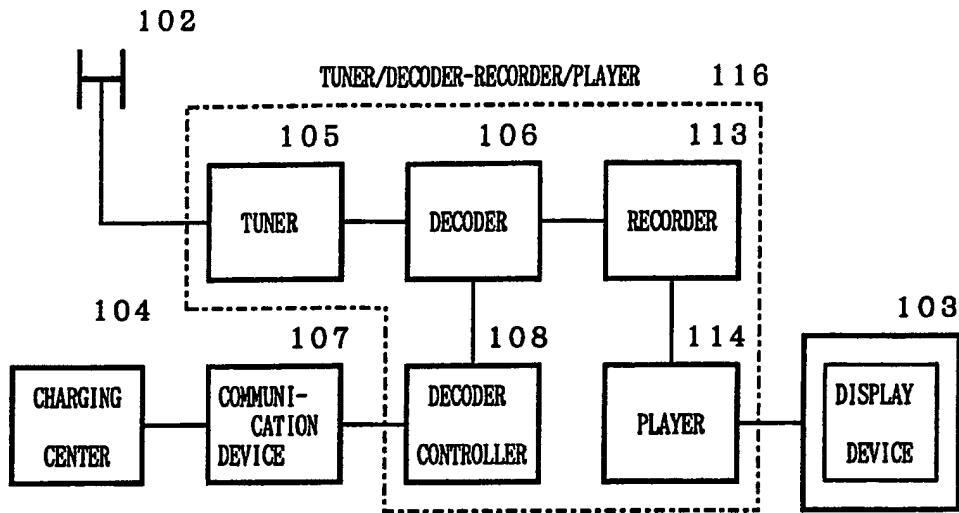 102
TUNER/DECODER-RECORDER/PLAYER 116
105 106 113
TUNER DECODER RECORDER
104 107 108 114 103
CHARGING
CENTER
COMMUNI-
CATION
DEVICE
DECODER
CONTROLLER
PLAYER
DISPLAY
DEVICE